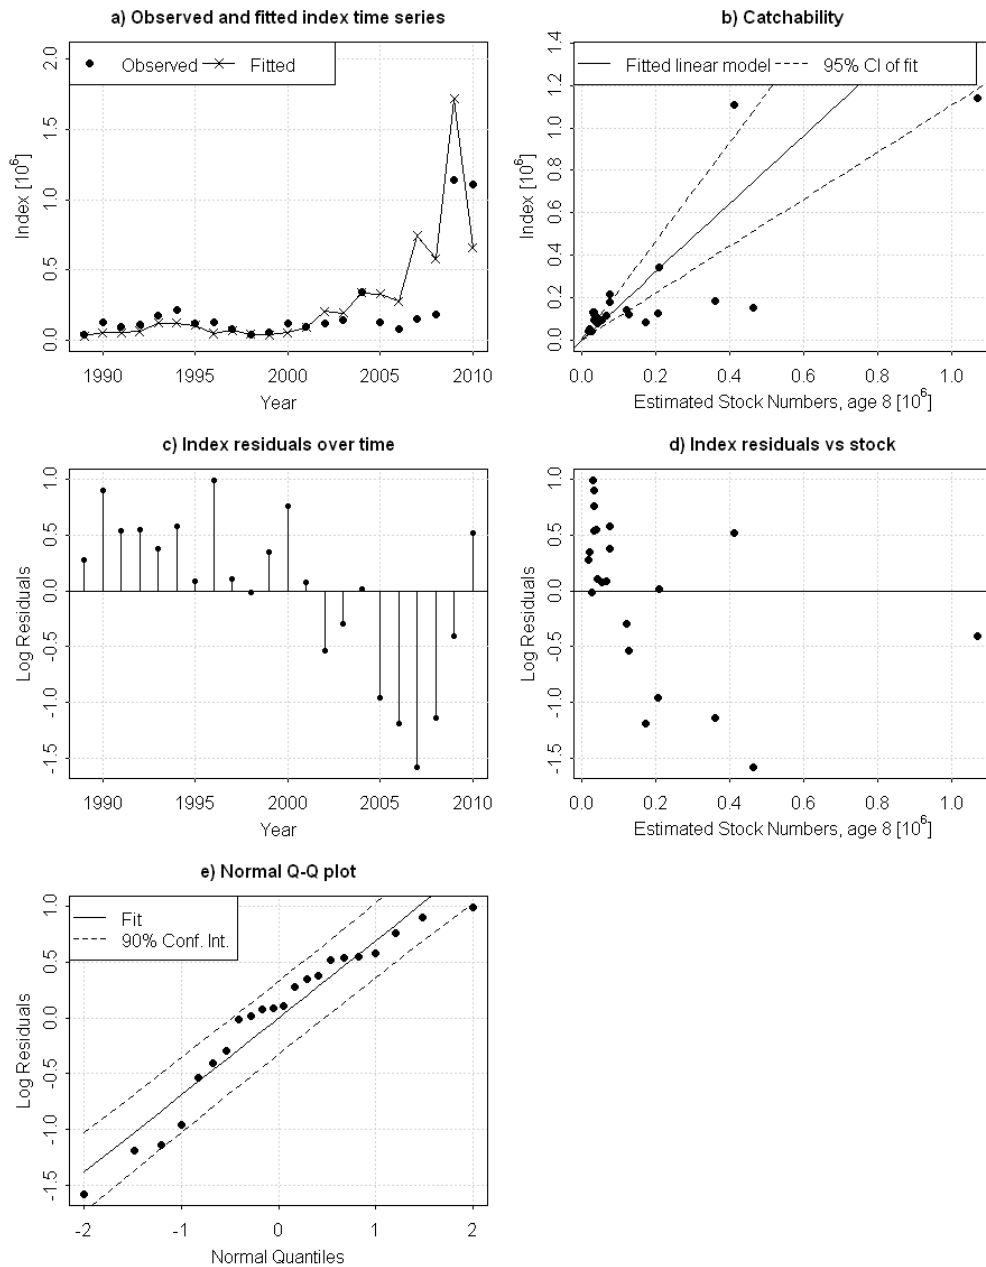 a) Observed and fitted index time series
Observed Fitted
Index [10^6]
0.0 0.5 1.0 1.5 2.0
1990 1995 2000 2005 2010
Year
b) Catchability
Fitted linear model 95% CI of fit
Index [10^6]
0.0 0.2 0.4 0.6 0.8 1.0 1.2 1.4
0.0 0.2 0.4 0.6 0.8 1.0
Estimated Stock Numbers, age 8 [10^6]
c) Index residuals over time
Log Residuals
-1.5 -1.0 -0.5 0.0 0.5 1.0
1990 1995 2000 2005 2010
Year
d) Index residuals vs stock
Log Residuals
-1.5 -1.0 -0.5 0.0 0.5 1.0
0.0 0.2 0.4 0.6 0.8 1.0
Estimated Stock Numbers, age 8 [10^6]
e) Normal Q-Q plot
Fit
90% Conf. Int.
Log Residuals
-1.5 -1.0 -0.5 0.0 0.5 1.0
-2 -1 0 1 2
Normal Quantiles